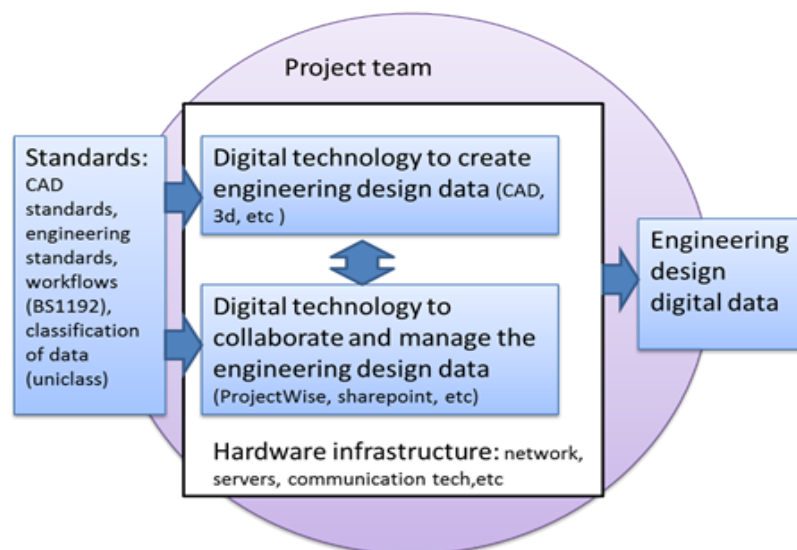 Project team
Standards:
CAD
standards,
engineering
standards,
workflows
(BS1192),
classification
of data
(uniclass)
Digital technology to create
engineering design data (CAD,
3d, etc )
Digital technology to
collaborate and manage the
engineering design data
(ProjectWise, sharepoint, etc)
Hardware infrastructure: network,
servers, communication tech,etc
Engineering
design
digital data